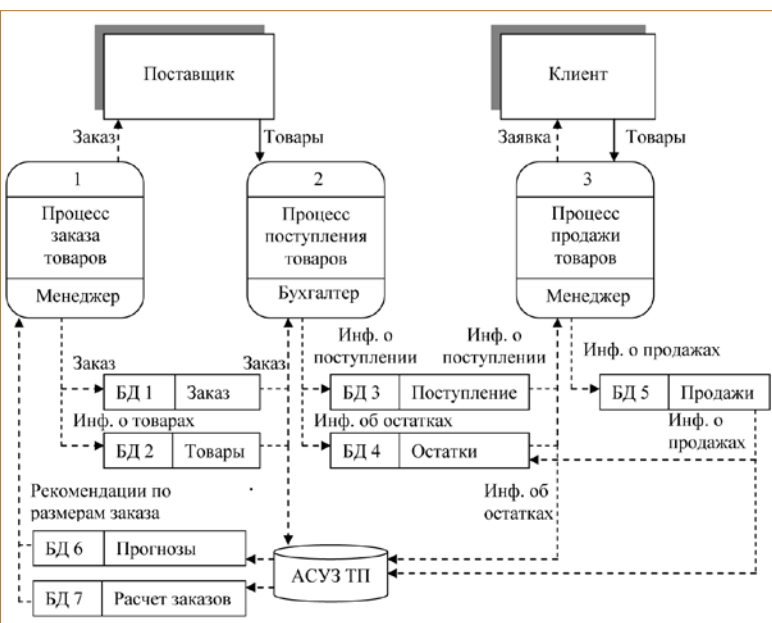 Поставщик
Клиент
Заказ
Товары
Заявка
Товары
1
2
3
Процесс
заказа
товаров
Процесс
поступления
товаров
Процесс
продажи
товаров
Менеджер
Бухгалтер
Менеджер
Заказ
Заказ
Инф. о
поступлении
Инф. о
поступлении
Инф. о продажах
БД 1 Заказ
БД 3 Поступление
БД 5 Продажи
Инф. о товарах
Инф. об остатках
Инф. о
продажах
БД 2 Товары
БД 4 Остатки
Рекомендации по
размерам заказа
Инф. об
остатках
БД 6 Прогнозы
АСУЗ ТП
БД 7 Расчет заказов